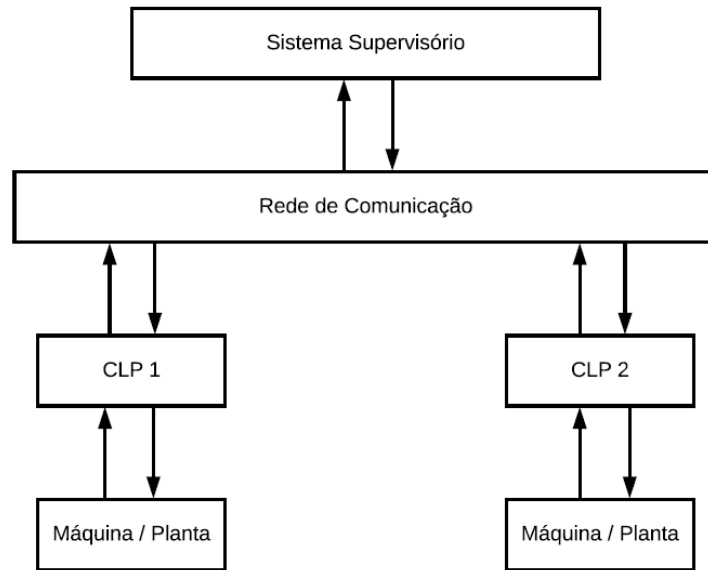 Sistema Supervisório
Rede de Comunicação
CLP 1
CLP 2
Máquina / Planta
Máquina / Planta